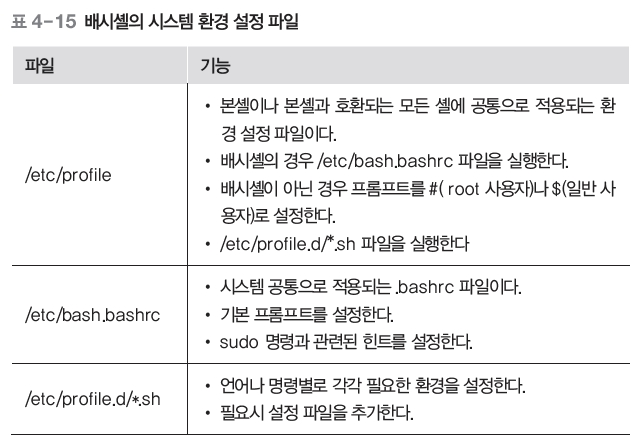 표 4-15 배시셸의 시스템 환경 설정 파일
파일 기능
/etc/profile
• 본셸이나 본셸과 호환되는 모든 셸에 공통으로 적용되는 환
경 설정 파일이다.
• 배시셸의 경우 /etc/bash.bashrc 파일을 실행한다.
• 배시셸이 아닌 경우 프롬프트를 #( root 사용자)나 $(일반 사
용자)로 설정한다.
• /etc/profile.d/*.sh 파일을 실행한다
/etc/bash.bashrc
• 시스템 공통으로 적용되는 .bashrc 파일이다.
• 기본 프롬프트를 설정한다.
• sudo 명령과 관련된 힌트를 설정한다.
/etc/profile.d/*.sh
• 언어나 명령별로 각각 필요한 환경을 설정한다.
• 필요시 설정 파일을 추가한다.